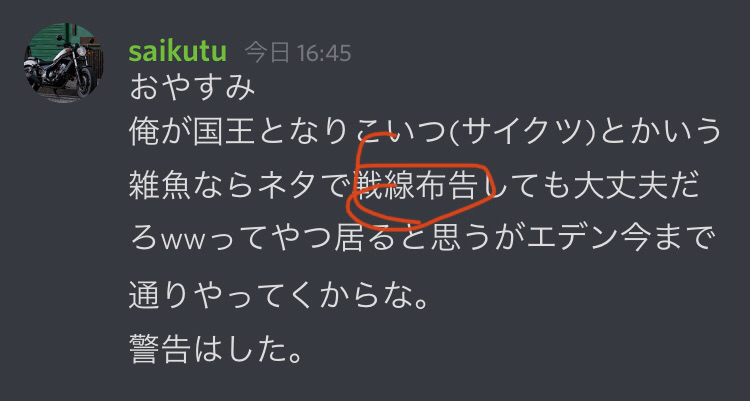 saikutu 今日 16:45
おやすみ
俺が国王となりこいつ(サイクツ)とかいう
雑魚ならネタで戦線布告しても大丈夫だ
ろwwってやつ居ると思うがエデン今まで
通りやってくからな。
警告はした。